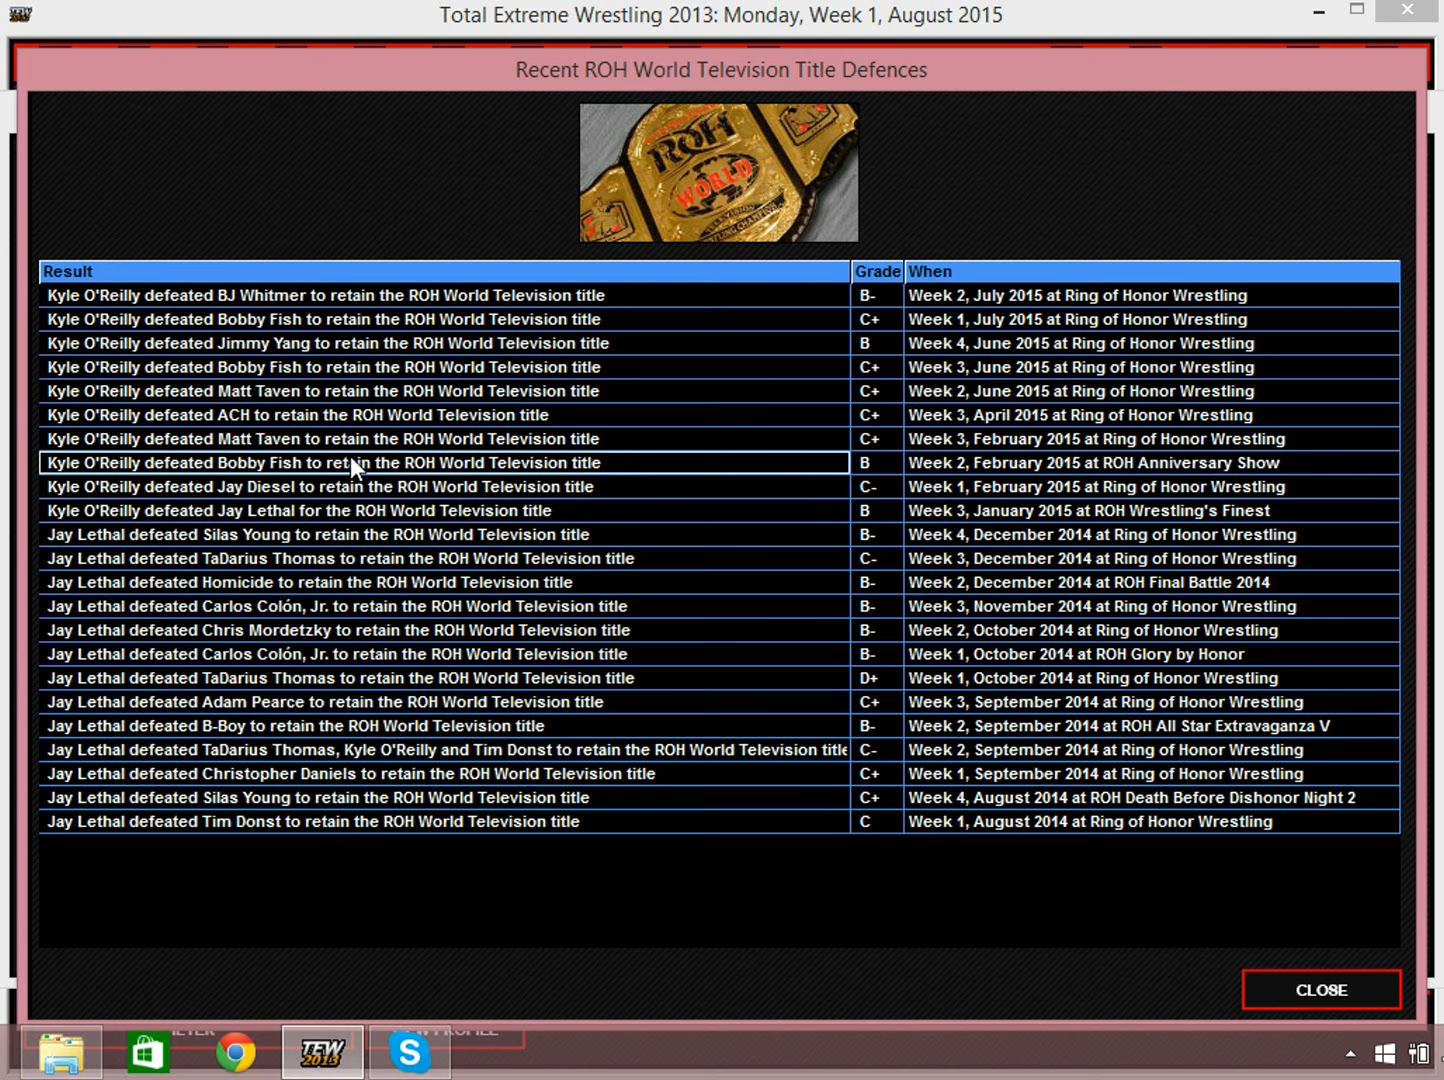 TEW 2013
Total Extreme Wrestling 2013: Monday, Week 1, August 2015
Recent ROH World Television Title Defences
ROH
WORLD
TELEVISION
Result Grade When
Kyle O'Reilly defeated BJ Whitmer to retain the ROH World Television title B- Week 2, July 2015 at Ring of Honor Wrestling
Kyle O'Reilly defeated Bobby Fish to retain the ROH World Television title C+ Week 1, July 2015 at Ring of Honor Wrestling
Kyle O'Reilly defeated Jimmy Yang to retain the ROH World Television title B Week 4, June 2015 at Ring of Honor Wrestling
Kyle O'Reilly defeated Bobby Fish to retain the ROH World Television title C+ Week 3, June 2015 at Ring of Honor Wrestling
Kyle O'Reilly defeated Matt Taven to retain the ROH World Television title C+ Week 2, June 2015 at Ring of Honor Wrestling
Kyle O'Reilly defeated ACH to retain the ROH World Television title C+ Week 3, April 2015 at Ring of Honor Wrestling
Kyle O'Reilly defeated Matt Taven to retain the ROH World Television title C+ Week 3, February 2015 at Ring of Honor Wrestling
Kyle O'Reilly defeated Bobby Fish to retain the ROH World Television title B Week 2, February 2015 at ROH Anniversary Show
Kyle O'Reilly defeated Jay Diesel to retain the ROH World Television title C- Week 1, February 2015 at Ring of Honor Wrestling
Kyle O'Reilly defeated Jay Lethal for the ROH World Television title B Week 3, January 2015 at ROH Wrestling's Finest
Jay Lethal defeated Silas Young to retain the ROH World Television title B- Week 4, December 2014 at Ring of Honor Wrestling
Jay Lethal defeated TaDarius Thomas to retain the ROH World Television title C- Week 3, December 2014 at Ring of Honor Wrestling
Jay Lethal defeated Homicide to retain the ROH World Television title B- Week 2, December 2014 at ROH Final Battle 2014
Jay Lethal defeated Carlos Colón, Jr. to retain the ROH World Television title B- Week 3, November 2014 at Ring of Honor Wrestling
Jay Lethal defeated Chris Mordetzky to retain the ROH World Television title B- Week 2, October 2014 at Ring of Honor Wrestling
Jay Lethal defeated Carlos Colón, Jr. to retain the ROH World Television title B- Week 1, October 2014 at ROH Glory by Honor
Jay Lethal defeated TaDarius Thomas to retain the ROH World Television title D+ Week 1, October 2014 at Ring of Honor Wrestling
Jay Lethal defeated Adam Pearce to retain the ROH World Television title C+ Week 3, September 2014 at Ring of Honor Wrestling
Jay Lethal defeated B-Boy to retain the ROH World Television title B- Week 2, September 2014 at ROH All Star Extravaganza V
Jay Lethal defeated TaDarius Thomas, Kyle O'Reilly and Tim Donst to retain the ROH World Television title C- Week 2, September 2014 at Ring of Honor Wrestling
Jay Lethal defeated Christopher Daniels to retain the ROH World Television title C+ Week 1, September 2014 at Ring of Honor Wrestling
Jay Lethal defeated Silas Young to retain the ROH World Television title C+ Week 4, August 2014 at ROH Death Before Dishonor Night 2
Jay Lethal defeated Tim Donst to retain the ROH World Television title C Week 1, August 2014 at Ring of Honor Wrestling
CLOSE
TEW 2013
S